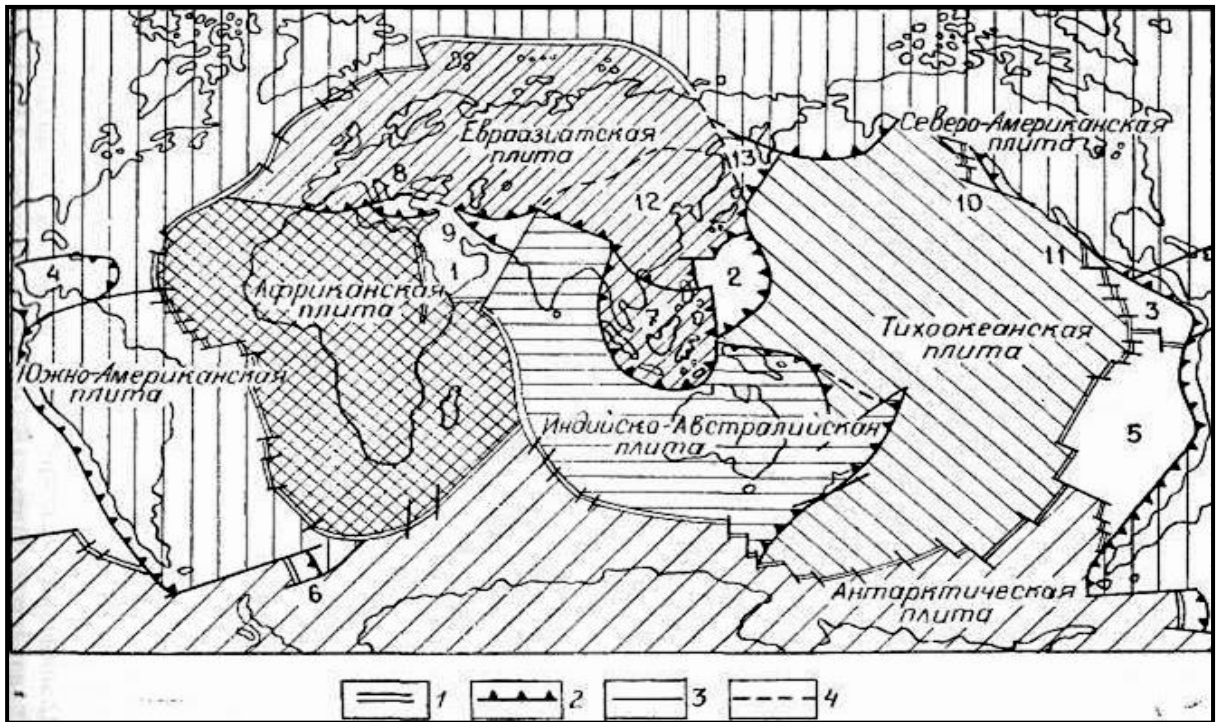 Евразиатская
плита
Северо-Американская
плита
8
13
12
10
9
11
4
1
2
3
Африканская
плита
7
Тихоокеанская
плита
Южно-Американская
плита
Индийско-Австралийская
плита
5
Антарктическая
плита
6
1 2 3 4